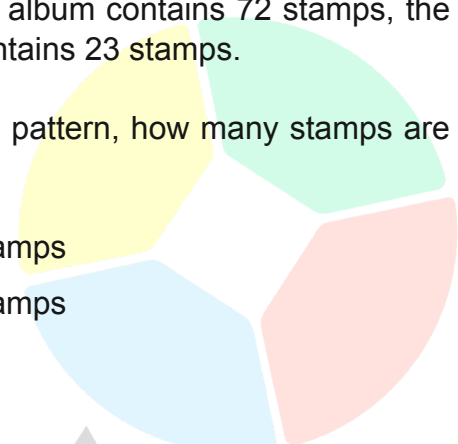 album contains 72 stamps, the
ntains 23 stamps.
pattern, how many stamps are
amps
amps